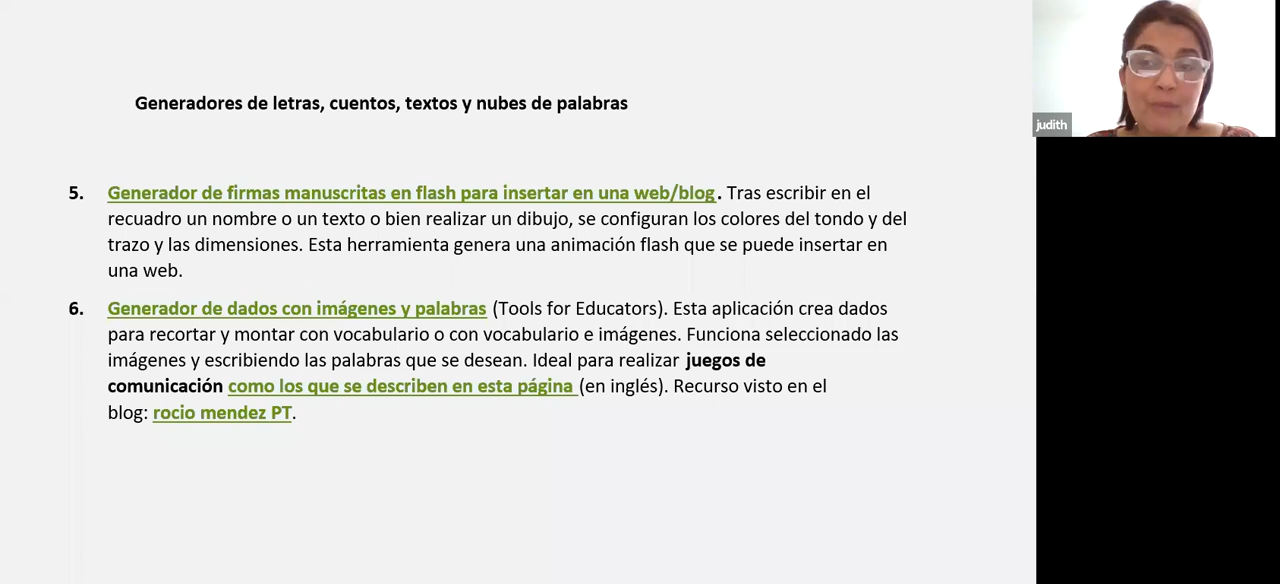 Generadores de letras, cuentos, textos y nubes de palabras
5. Generador de firmas manuscritas en flash para insertar en una web/blog. Tras escribir en el
recuadro un nombre o un texto o bien realizar un dibujo, se configuran los colores del tondo y del
trazo y las dimensiones. Esta herramienta genera una animación flash que se puede insertar en
una web.
6. Generador de dados con imágenes y palabras (Tools for Educators). Esta aplicación crea dados
para recortar y montar con vocabulario o con vocabulario e imágenes. Funciona seleccionado las
imágenes y escribiendo las palabras que se desean. Ideal para realizar juegos de
comunicación como los que se describen en esta página (en inglés). Recurso visto en el
blog: rocio mendez PT.
judith